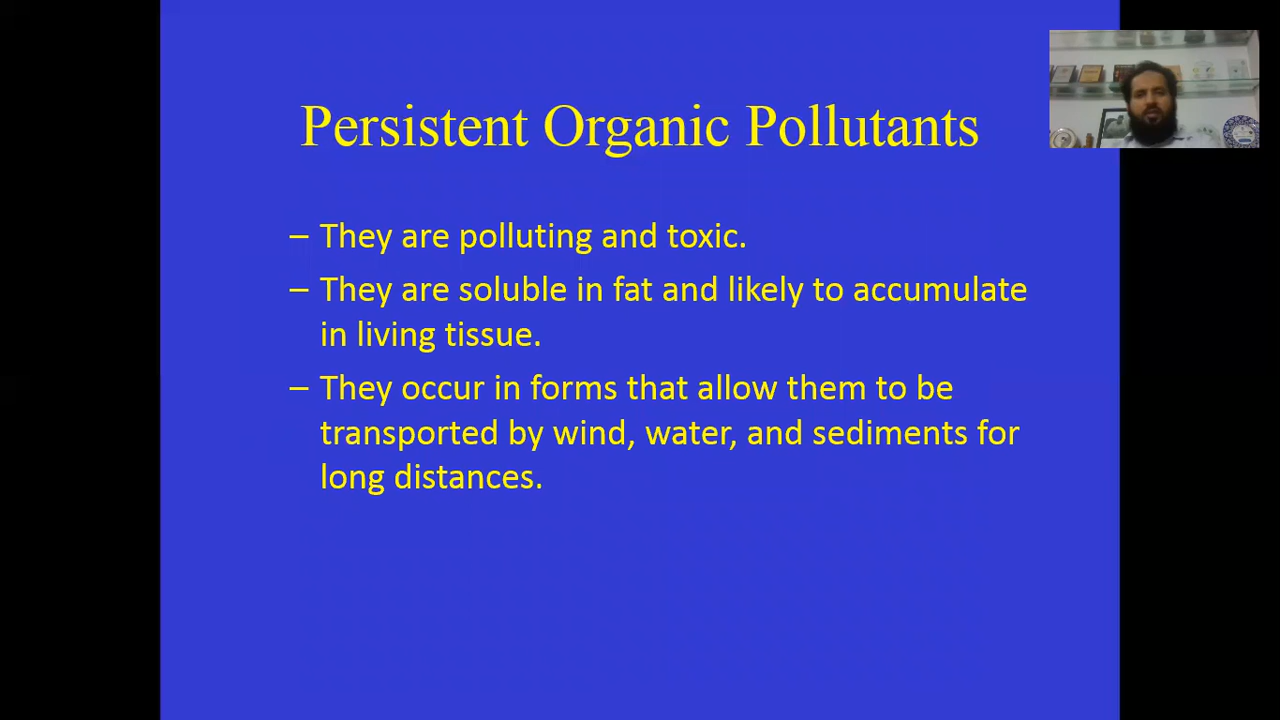 Persistent Organic Pollutants
– They are polluting and toxic.
– They are soluble in fat and likely to accumulate
in living tissue.
– They occur in forms that allow them to be
transported by wind, water, and sediments for
long distances.